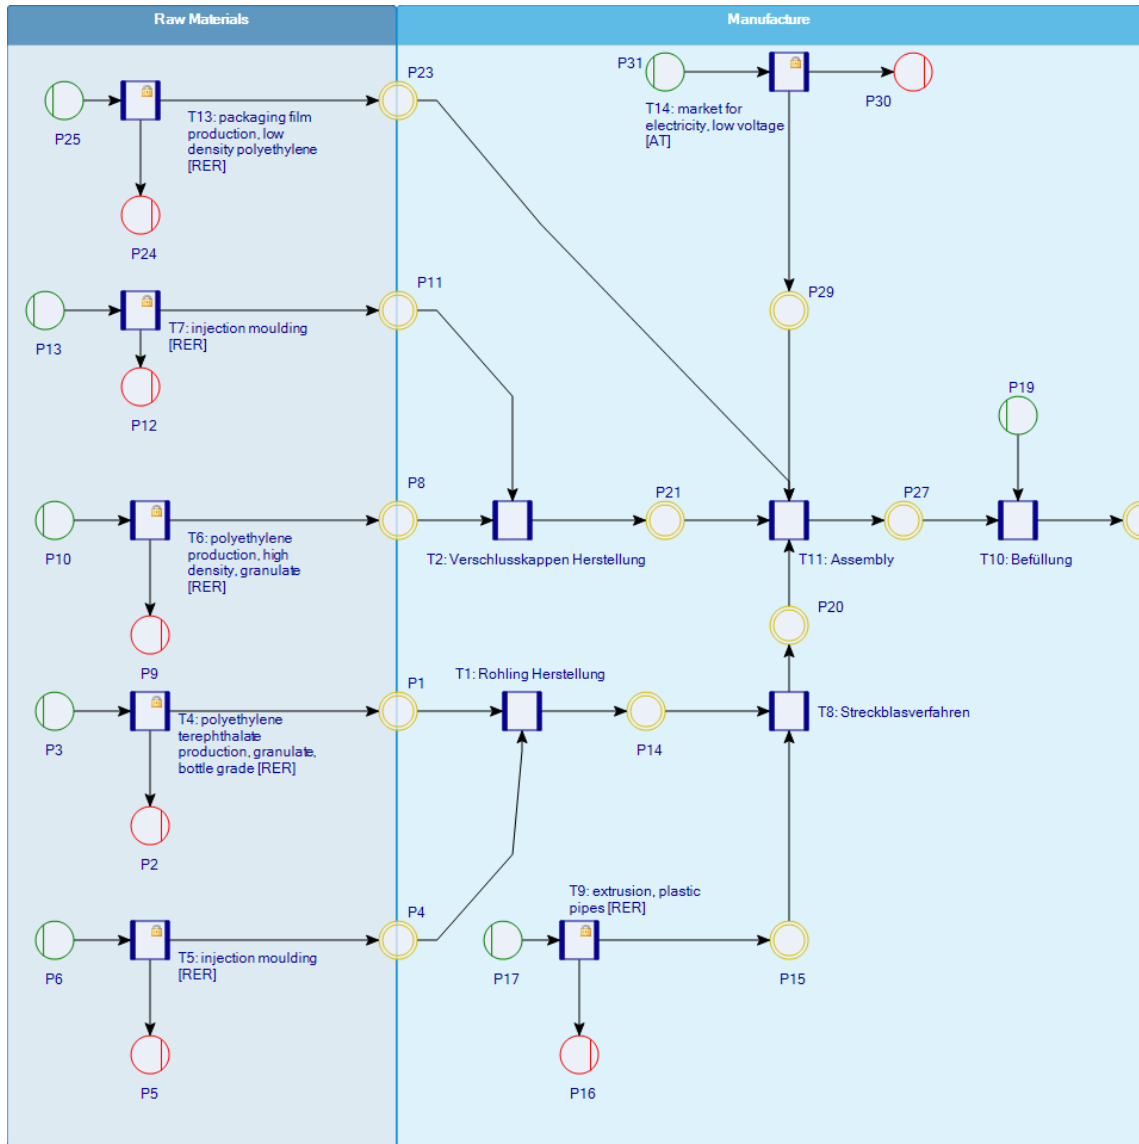 Raw Materials
Manufacture
P25
T13: packaging film
production, low
density polyethylene
[RER]
P24
P23
P31
T14: market for
electricity, low voltage
[AT]
P30
P13
T7: injection moulding
[RER]
P12
P11
P29
P19
P10
T6: polyethylene
production, high
density, granulate
[RER]
P9
P8
T2: Verschlusskappen Herstellung
P21
T11: Assembly
P27
T10: Befüllung
P20
P3
T4: polyethylene
terephthalate
production, granulate,
bottle grade [RER]
P2
P1
T1: Rohling Herstellung
P14
T8: Streckblasverfahren
P6
T5: injection moulding
[RER]
P5
P4
T9: extrusion, plastic
pipes [RER]
P17
P16
P15